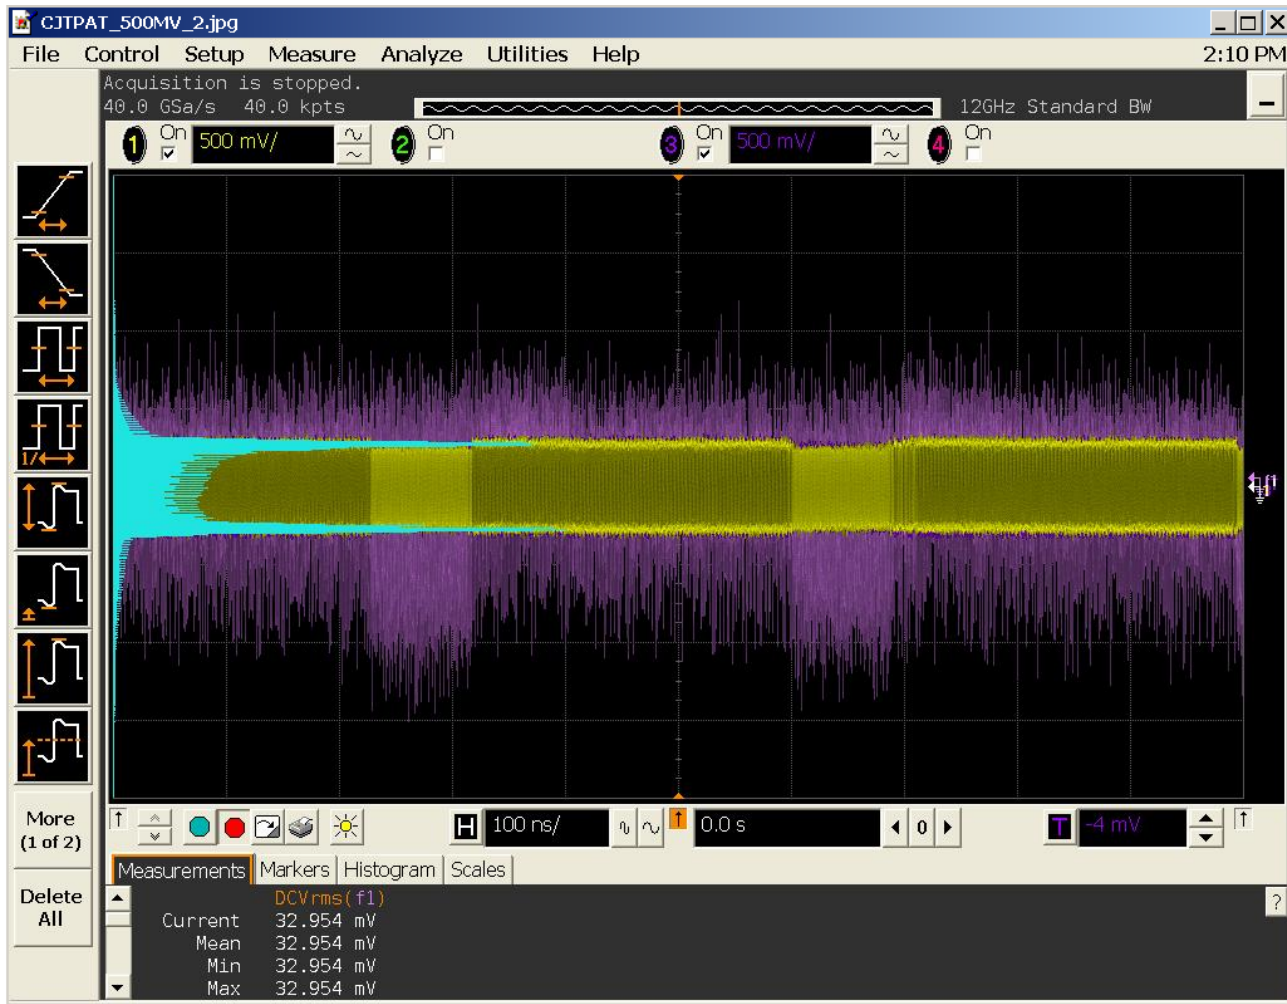 CJTPAT_500MV_2.jpg
File Control Setup Measure Analyze Utilities Help 2:10 PM
Acquisition is stopped.
40.0 GSa/s 40.0 kpts 12GHz Standard BW
1 On 500 mV/ 2 On 3 On 500 mV/ 4 On
1/
f1
More
(1 of 2)
Delete
All
H 100 ns/ 0.0 s 0 T -4 mV
Measurements Markers Histogram Scales
DCVrms(f1) ?
Current 32.954 mV
Mean 32.954 mV
Min 32.954 mV
Max 32.954 mV